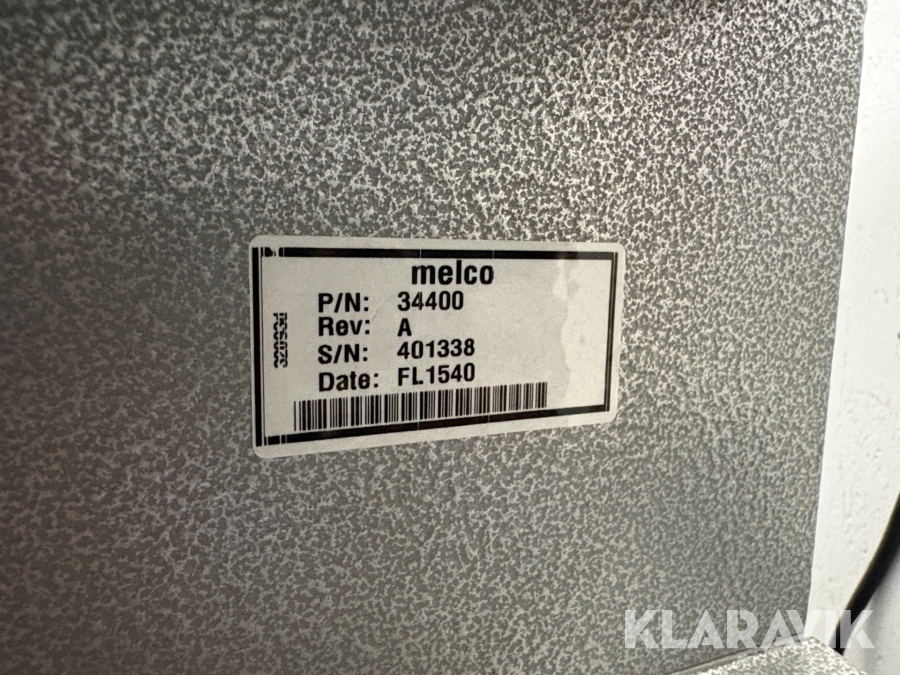 melco
P/N: 34400
Rev: A
S/N: 401338
Date: FL1540
KLARAVIK